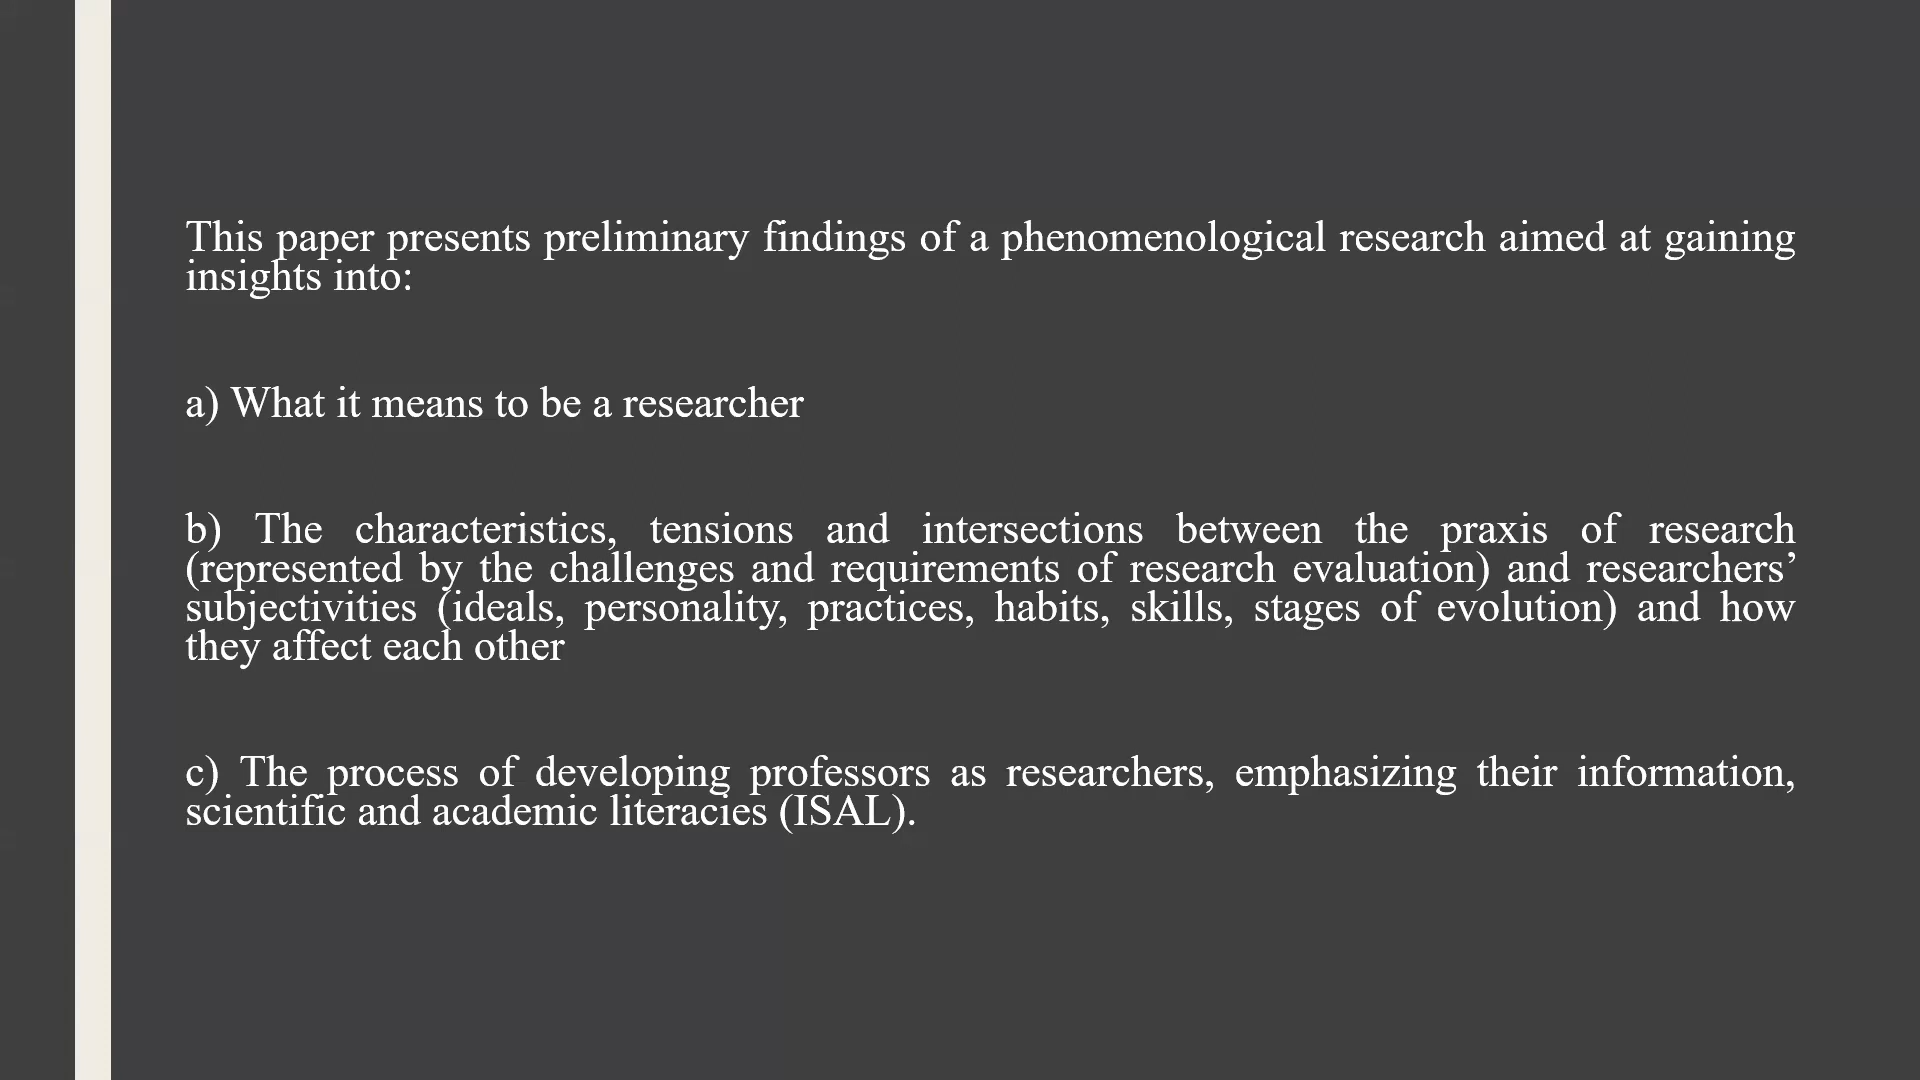 This paper presents preliminary findings of a phenomenological research aimed at gaining
insights into:
a) What it means to be a researcher
b) The characteristics, tensions and intersections between the praxis of research
(represented by the challenges and requirements of research evaluation) and researchers’
subjectivities (ideals, personality, practices, habits, skills, stages of evolution) and how
they affect each other
c) The process of developing professors as researchers, emphasizing their information,
scientific and academic literacies (ISAL).